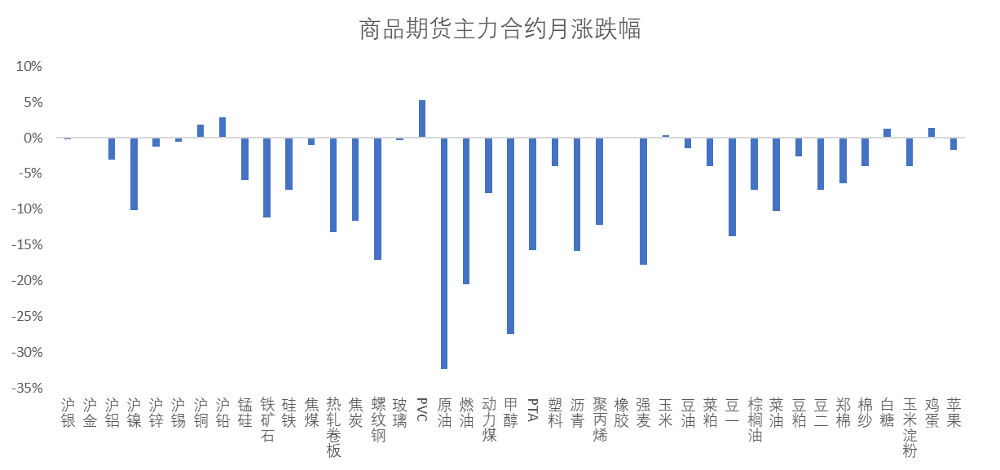 商品期货主力合约月涨跌幅
10%
5%
0%
-5%
-10%
-15%
-20%
-25%
-30%
-35%
沪银
沪金
沪铝
沪镍
沪锌
沪锡
沪铜
沪铅
锰硅
铁矿石
硅铁
焦煤
热轧卷板
焦炭
螺纹钢
玻璃
PVC
原油
燃油
动力煤
甲醇
PTA
塑料
沥青
聚丙烯
橡胶
强麦
玉米
豆油
菜粕
豆一
棕榈油
菜油
豆粕
豆二
郑棉
棉纱
白糖
玉米淀粉
鸡蛋
苹果